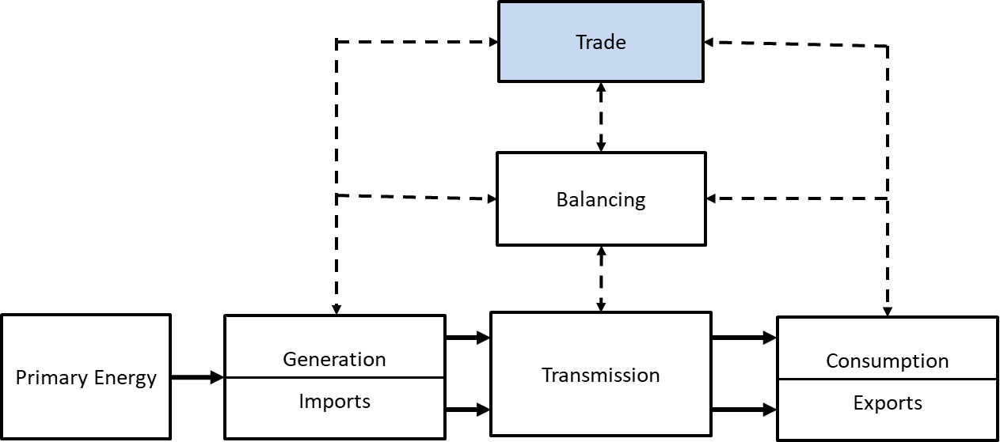 Trade
Balancing
Primary Energy
Generation
Imports
Transmission
Consumption
Exports